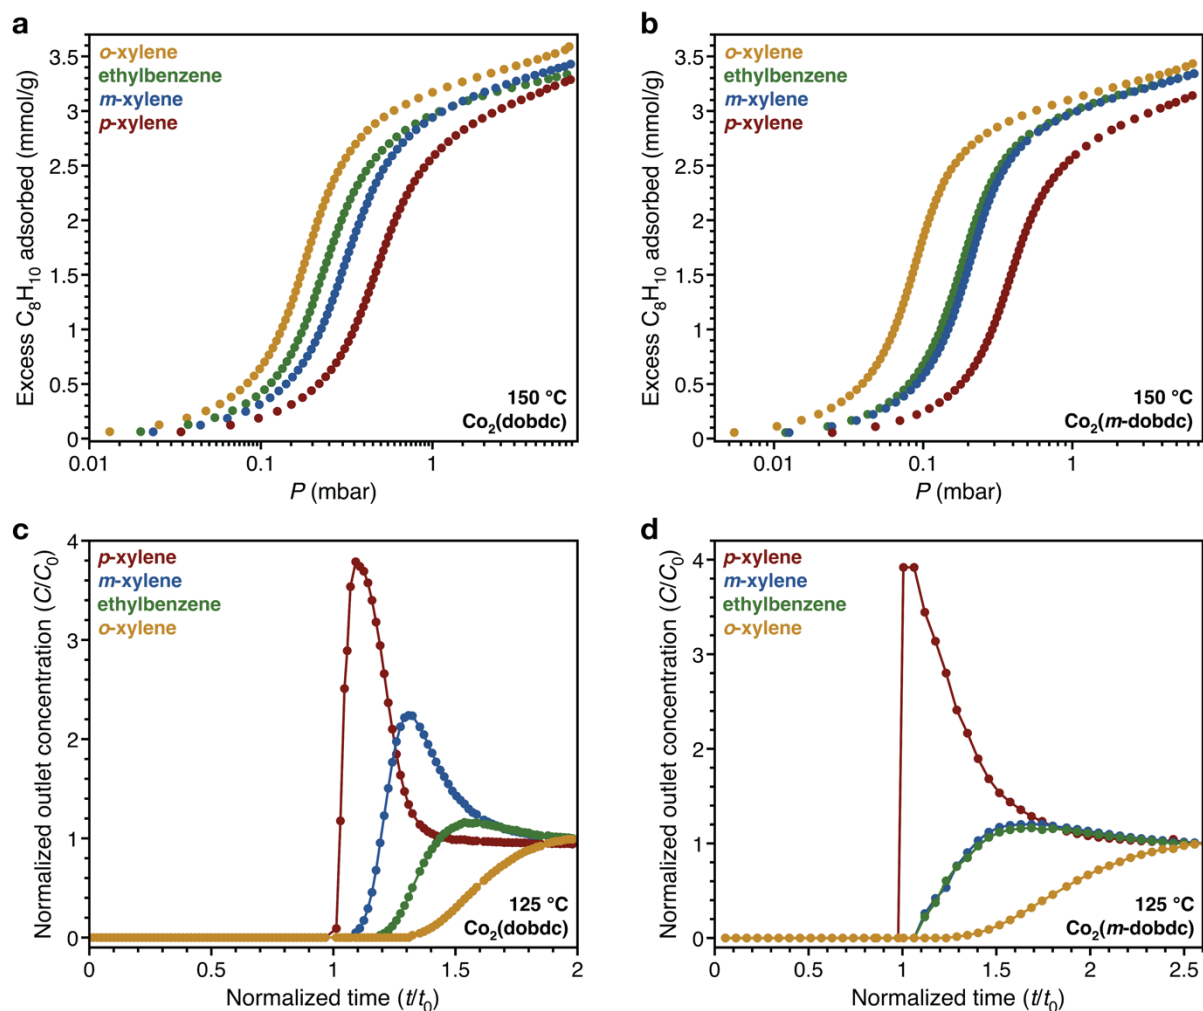 a
o-xylene
ethylbenzene
m-xylene
p-xylene
Excess C₈H₁₀ adsorbed (mmol/g)
3.5
3
2.5
2
1.5
1
0.5
0
150 °C
Co₂(dobdc)
0.01
0.1
1
P (mbar)
b
o-xylene
ethylbenzene
m-xylene
p-xylene
Excess C₈H₁₀ adsorbed (mmol/g)
3.5
3
2.5
2
1.5
1
0.5
0
150 °C
Co₂(m-dobdc)
0.01
0.1
1
P (mbar)
c
p-xylene
m-xylene
ethylbenzene
o-xylene
Normalized outlet concentration (C/C₀)
4
3
2
1
0
125 °C
Co₂(dobdc)
0
0.5
1
1.5
2
Normalized time (t/t₀)
d
p-xylene
m-xylene
ethylbenzene
o-xylene
Normalized outlet concentration (C/C₀)
4
3
2
1
0
125 °C
Co₂(m-dobdc)
0
0.5
1
1.5
2
2.5
Normalized time (t/t₀)